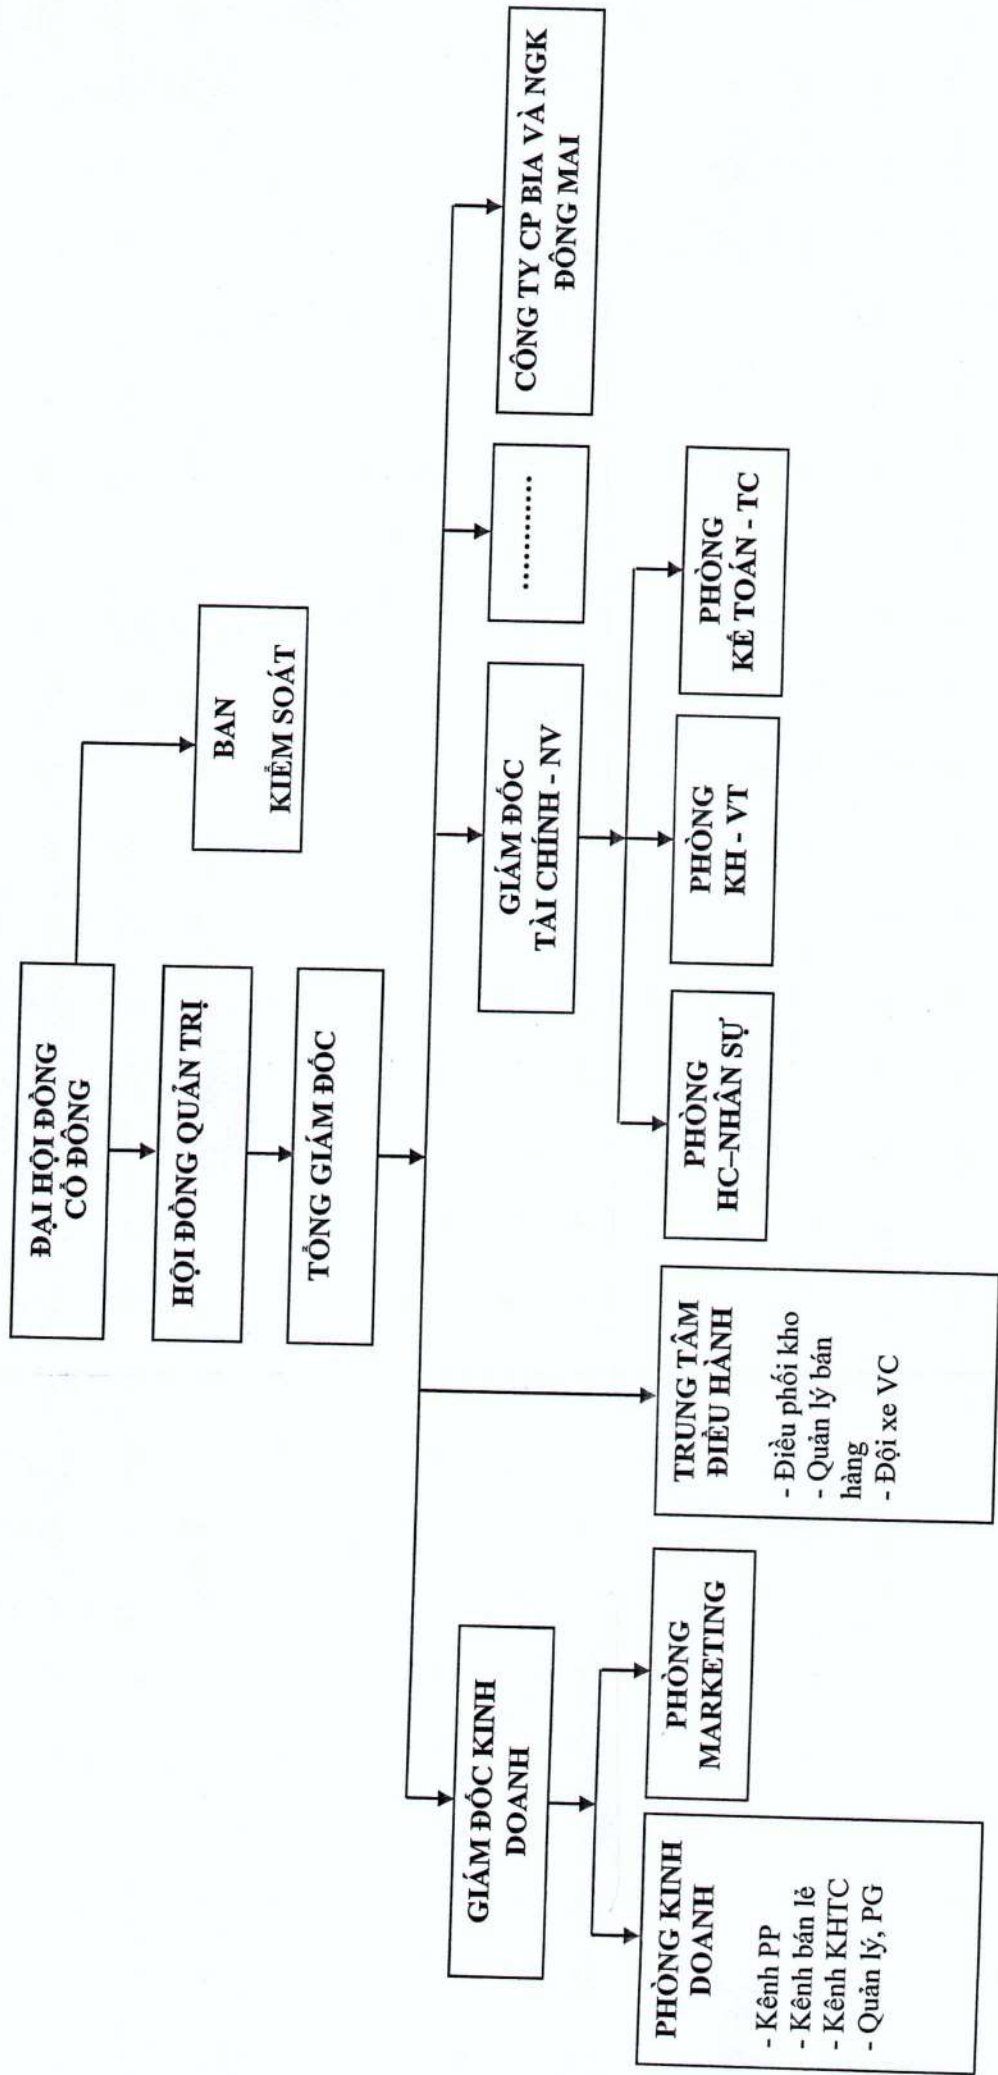 ĐẠI HỘI ĐỒNG
CỔ ĐÔNG
BAN
KIỂM SOÁT
HỘI ĐỒNG QUẢN TRỊ
TỔNG GIÁM ĐỐC
GIÁM ĐỐC KINH
DOANH
GIÁM ĐỐC
TÀI CHÍNH - NV
............
CÔNG TY CP BIA VÀ NGK
ĐÔNG MAI
PHÒNG KINH
DOANH
- Kênh PP
- Kênh bán lẻ
- Kênh KHTC
- Quản lý, PG
PHÒNG
MARKETING
TRUNG TÂM
ĐIỀU HÀNH
- Điều phối kho
- Quản lý bán
hàng
- Đội xe VC
PHÒNG
HC–NHÂN SỰ
PHÒNG
KH - VT
PHÒNG
KẾ TOÁN - TC